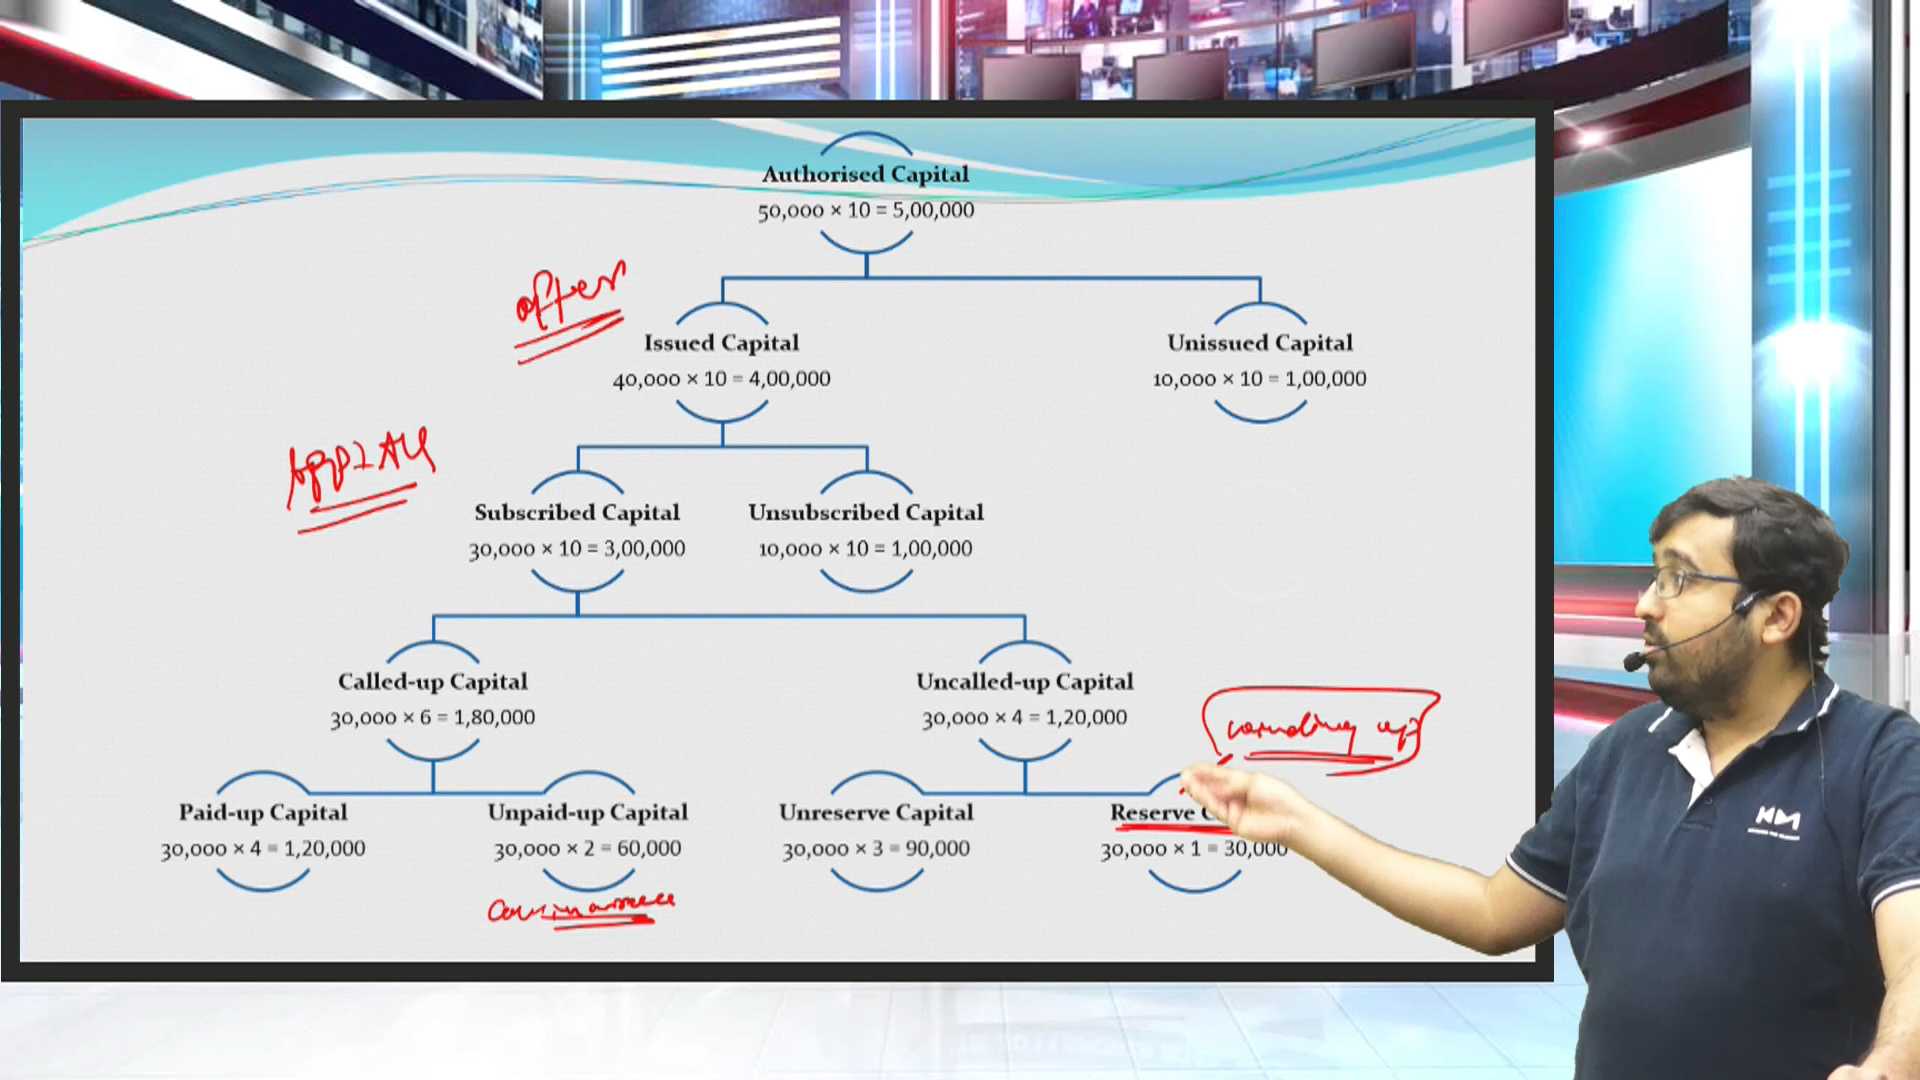 Authorised Capital
50,000 × 10 = 5,00,000
offer
Issued Capital
40,000 × 10 = 4,00,000
Unissued Capital
10,000 × 10 = 1,00,000
Subscribed Capital
30,000 × 10 = 3,00,000
Unsubscribed Capital
10,000 × 10 = 1,00,000
Called-up Capital
30,000 × 6 = 1,80,000
Uncalled-up Capital
30,000 × 4 = 1,20,000
winding up
Paid-up Capital
30,000 × 4 = 1,20,000
Unpaid-up Capital
30,000 × 2 = 60,000
Unreserve Capital
30,000 × 3 = 90,000
Reserve C
30,000 × 1 = 30,000